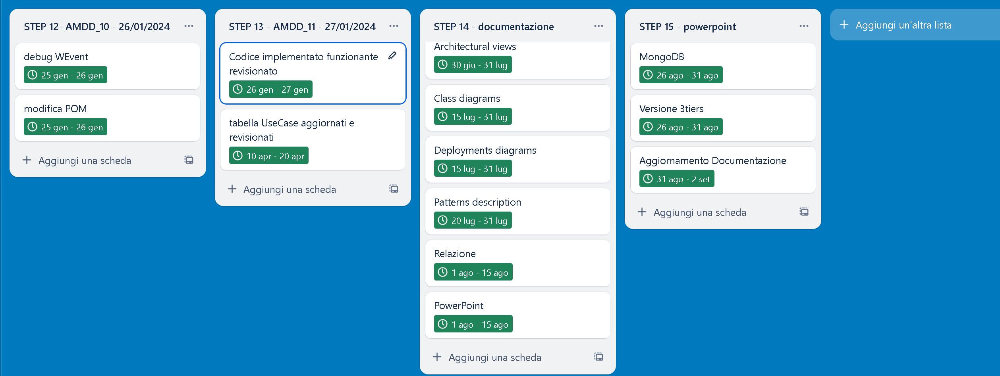 STEP 12- AMDD_10 - 26/01/2024
debug WEvent
25 gen - 26 gen
modifica POM
25 gen - 26 gen
Aggiungi una scheda
STEP 13 - AMDD_11 - 27/01/2024
Codice implementato funzionante
revisionato
26 gen - 27 gen
tabella UseCase aggiornati e
revisionati
10 apr - 20 apr
Aggiungi una scheda
STEP 14 - documentazione
Architectural views
30 giu - 31 lug
Class diagrams
15 lug - 31 lug
Deployments diagrams
15 lug - 31 lug
Patterns description
20 lug - 31 lug
Relazione
1 ago - 15 ago
PowerPoint
1 ago - 15 ago
Aggiungi una scheda
STEP 15 - powerpoint
MongoDB
26 ago - 31 ago
Versione 3tiers
26 ago - 31 ago
Aggiornamento Documentazione
31 ago - 2 set
Aggiungi una scheda
Aggiungi un'altra lista